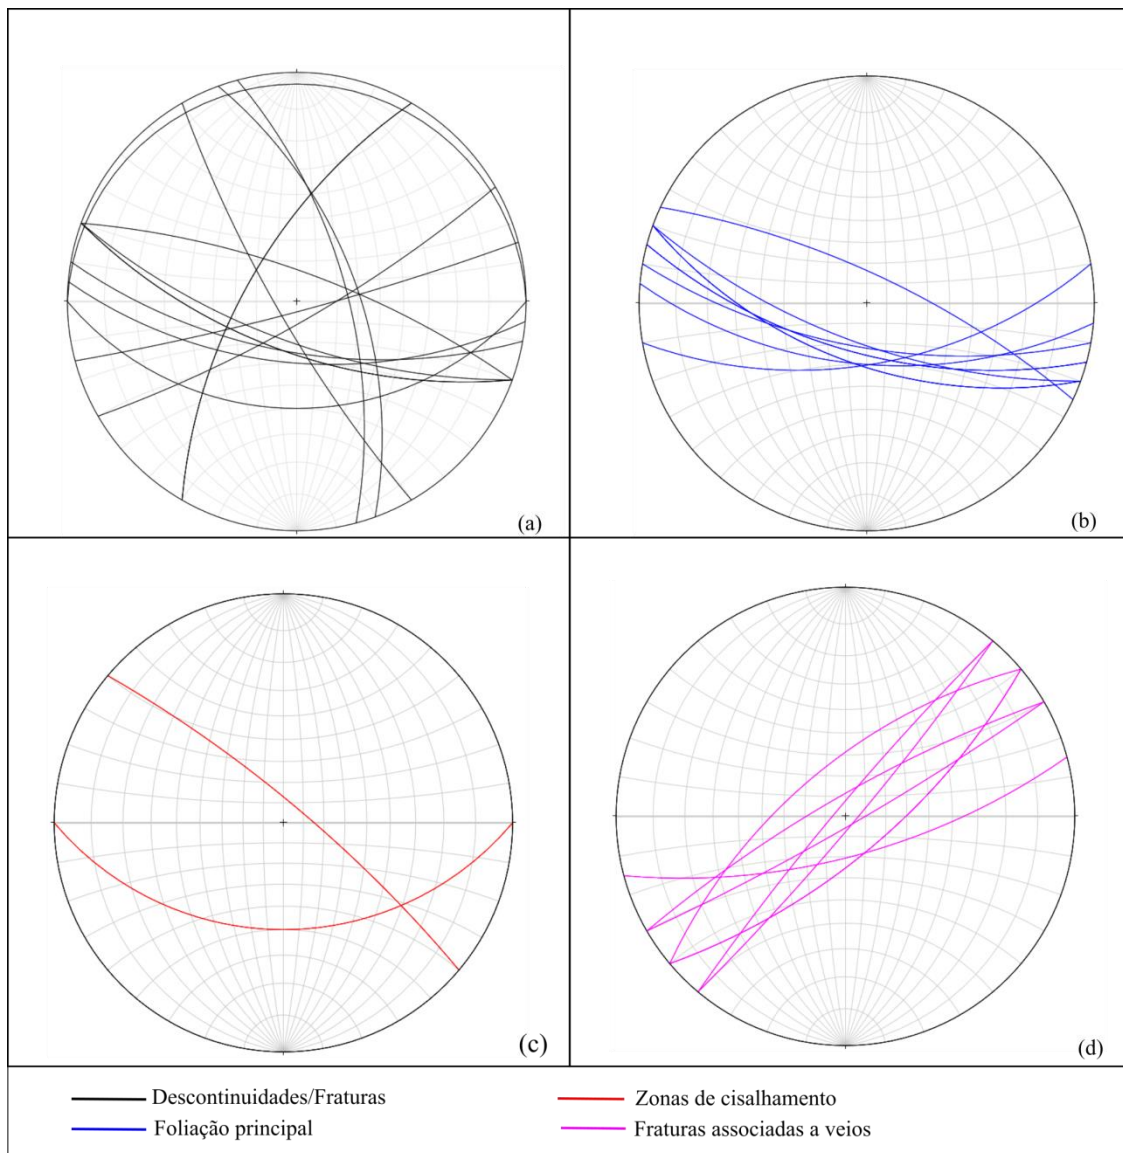 (a)
(b)
(c)
(d)
Descontinuidades/Fraturas
Zonas de cisalhamento
Foliação principal
Fraturas associadas a veios